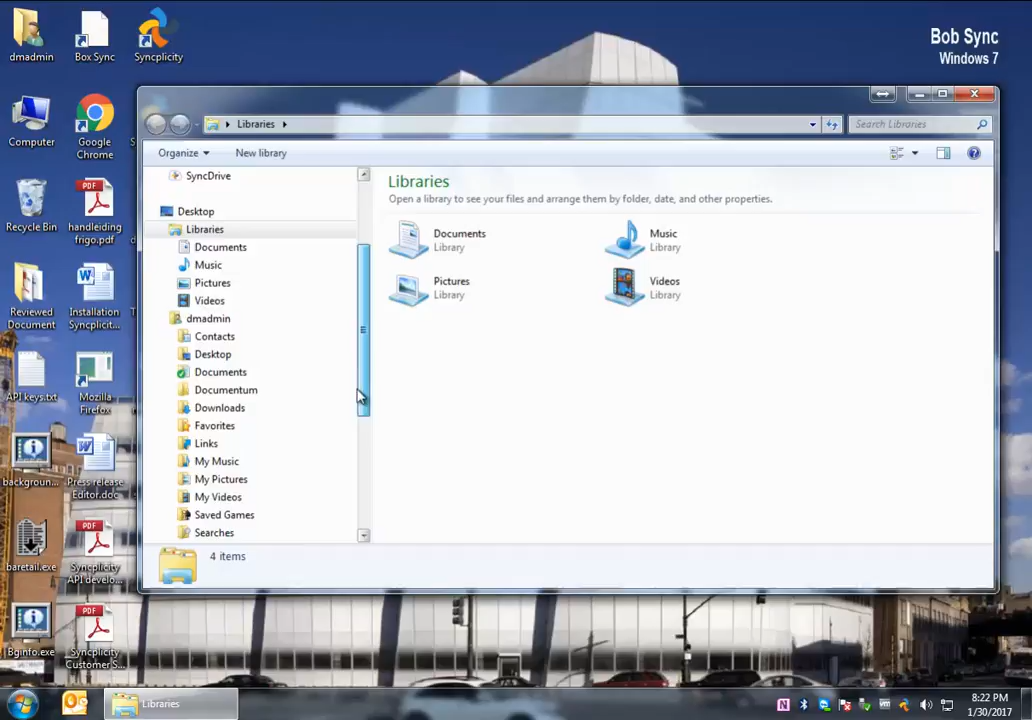 Bob Sync
Windows 7
dmadmin
Box Sync
Syncplicity
Computer
Google
Chrome
Recycle Bin
handleiding
frigo.pdf
Reviewed
Document
Installation
Syncplicit...
API keys.txt
Mozilla
Firefox
backgroun...
Press release
Editor.doc
baretail.exe
Syncplicity
API develo...
Bginfo.exe
Syncplicity
Customer S...
Libraries
Search Libraries
Organize
New library
SyncDrive
Desktop
Libraries
Documents
Music
Pictures
Videos
dmadmin
Contacts
Desktop
Documents
Documentum
Downloads
Favorites
Links
My Music
My Pictures
My Videos
Saved Games
Searches
Libraries
Open a library to see your files and arrange them by folder, date, and other properties.
Documents
Library
Music
Library
Pictures
Library
Videos
Library
4 items
Libraries
8:22 PM
1/30/2017